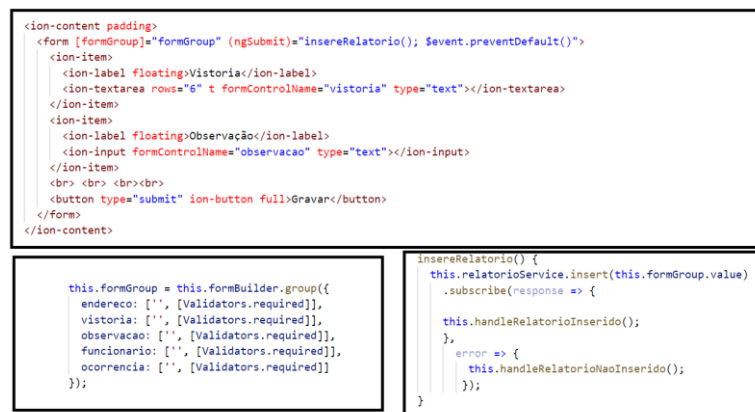 <ion-content padding>
<form [formGroup]="formGroup" (ngSubmit)="insereRelatorio(); $event.preventDefault()">
<ion-item>
<ion-label floating>Vistoria</ion-label>
<ion-textarea rows="6" t formControlName="vistoria" type="text"></ion-textarea>
</ion-item>
<ion-item>
<ion-label floating>Observação</ion-label>
<ion-input formControlName="observacao" type="text"></ion-input>
</ion-item>
<br> <br> <br><br>
<button type="submit" ion-button full>Gravar</button>
</form>
</ion-content>
this.formGroup = this.formBuilder.group({
endereco: ['', [Validators.required]],
vistoria: ['', [Validators.required]],
observacao: ['', [Validators.required]],
funcionario: ['', [Validators.required]],
ocorrencia: ['', [Validators.required]]
});
insereRelatorio() {
this.relatorioService.insert(this.formGroup.value)
.subscribe(response => {
this.handleRelatorioInserido();
},
error => {
this.handleRelatorioNaoInserido();
});
}